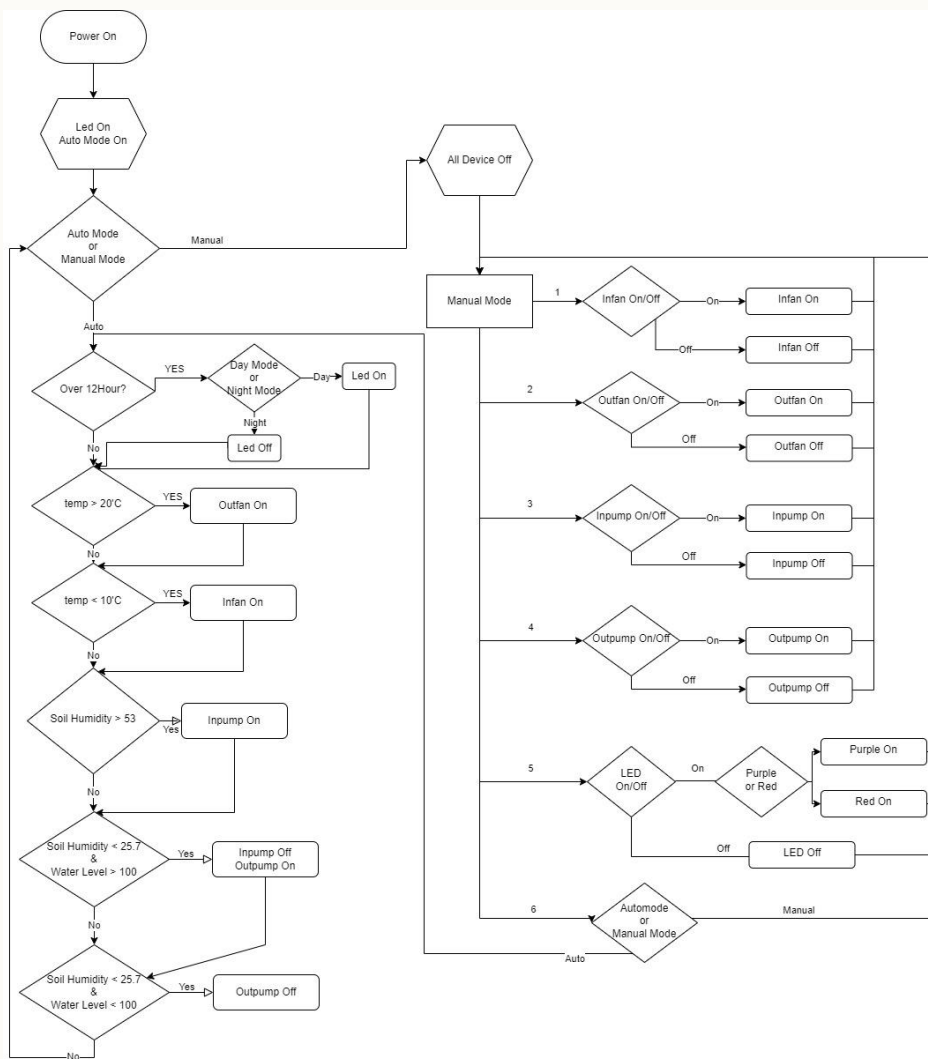 Power On
Led On
Auto Mode On
Auto Mode
or
Manual Mode
Manual
Auto
Over 12Hour?
YES
Day Mode
or
Night Mode
Day
Led On
Night
Led Off
No
temp > 20'C
YES
Outfan On
No
temp < 10'C
YES
Infan On
No
Soil Humidity > 53
Yes
Inpump On
No
Soil Humidity < 25.7
&
Water Level > 100
Yes
Inpump Off
Outpump On
No
Soil Humidity < 25.7
&
Water Level < 100
Yes
Outpump Off
No
All Device Off
Manual Mode
1
Infan On/Off
On
Infan On
Off
Infan Off
2
Outfan On/Off
On
Outfan On
Off
Outfan Off
3
Inpump On/Off
On
Inpump On
Off
Inpump Off
4
Outpump On/Off
On
Outpump On
Off
Outpump Off
5
LED
On/Off
On
Purple
or Red
Purple On
Red On
Off
LED Off
6
Automode
or
Manual Mode
Manual
Auto